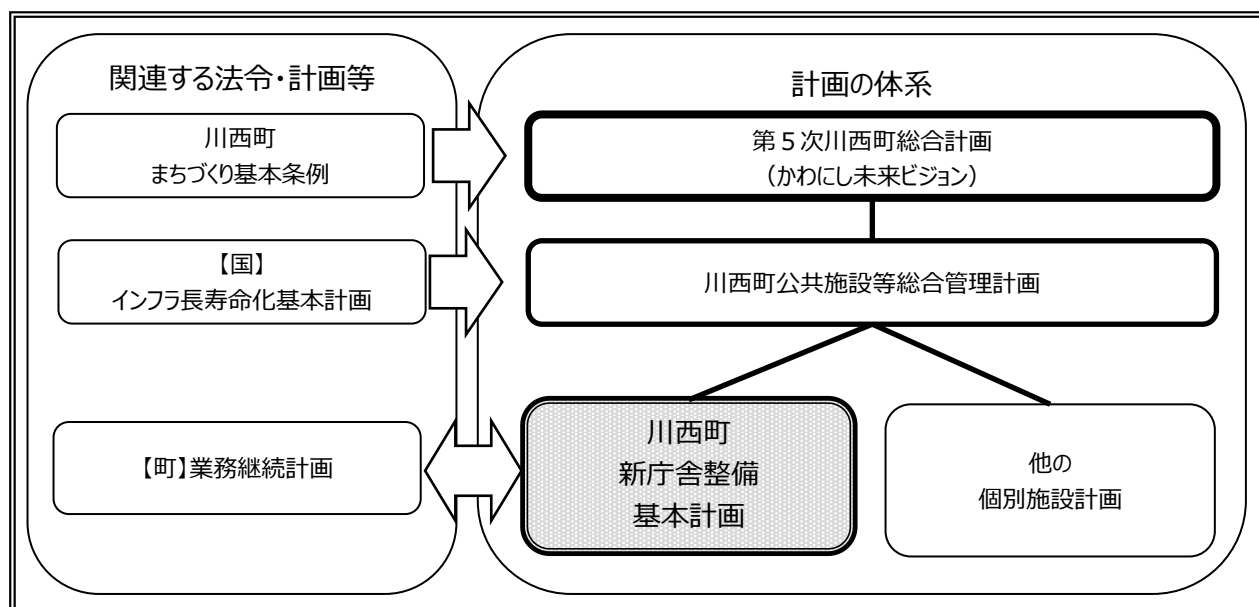 関連する法令・計画等
川西町
まちづくり基本条例
【国】
インフラ長寿命化基本計画
【町】業務継続計画
計画の体系
第5次川西町総合計画
（かわにし未来ビジョン）
川西町公共施設等総合管理計画
川西町
新庁舎整備
基本計画
他の
個別施設計画